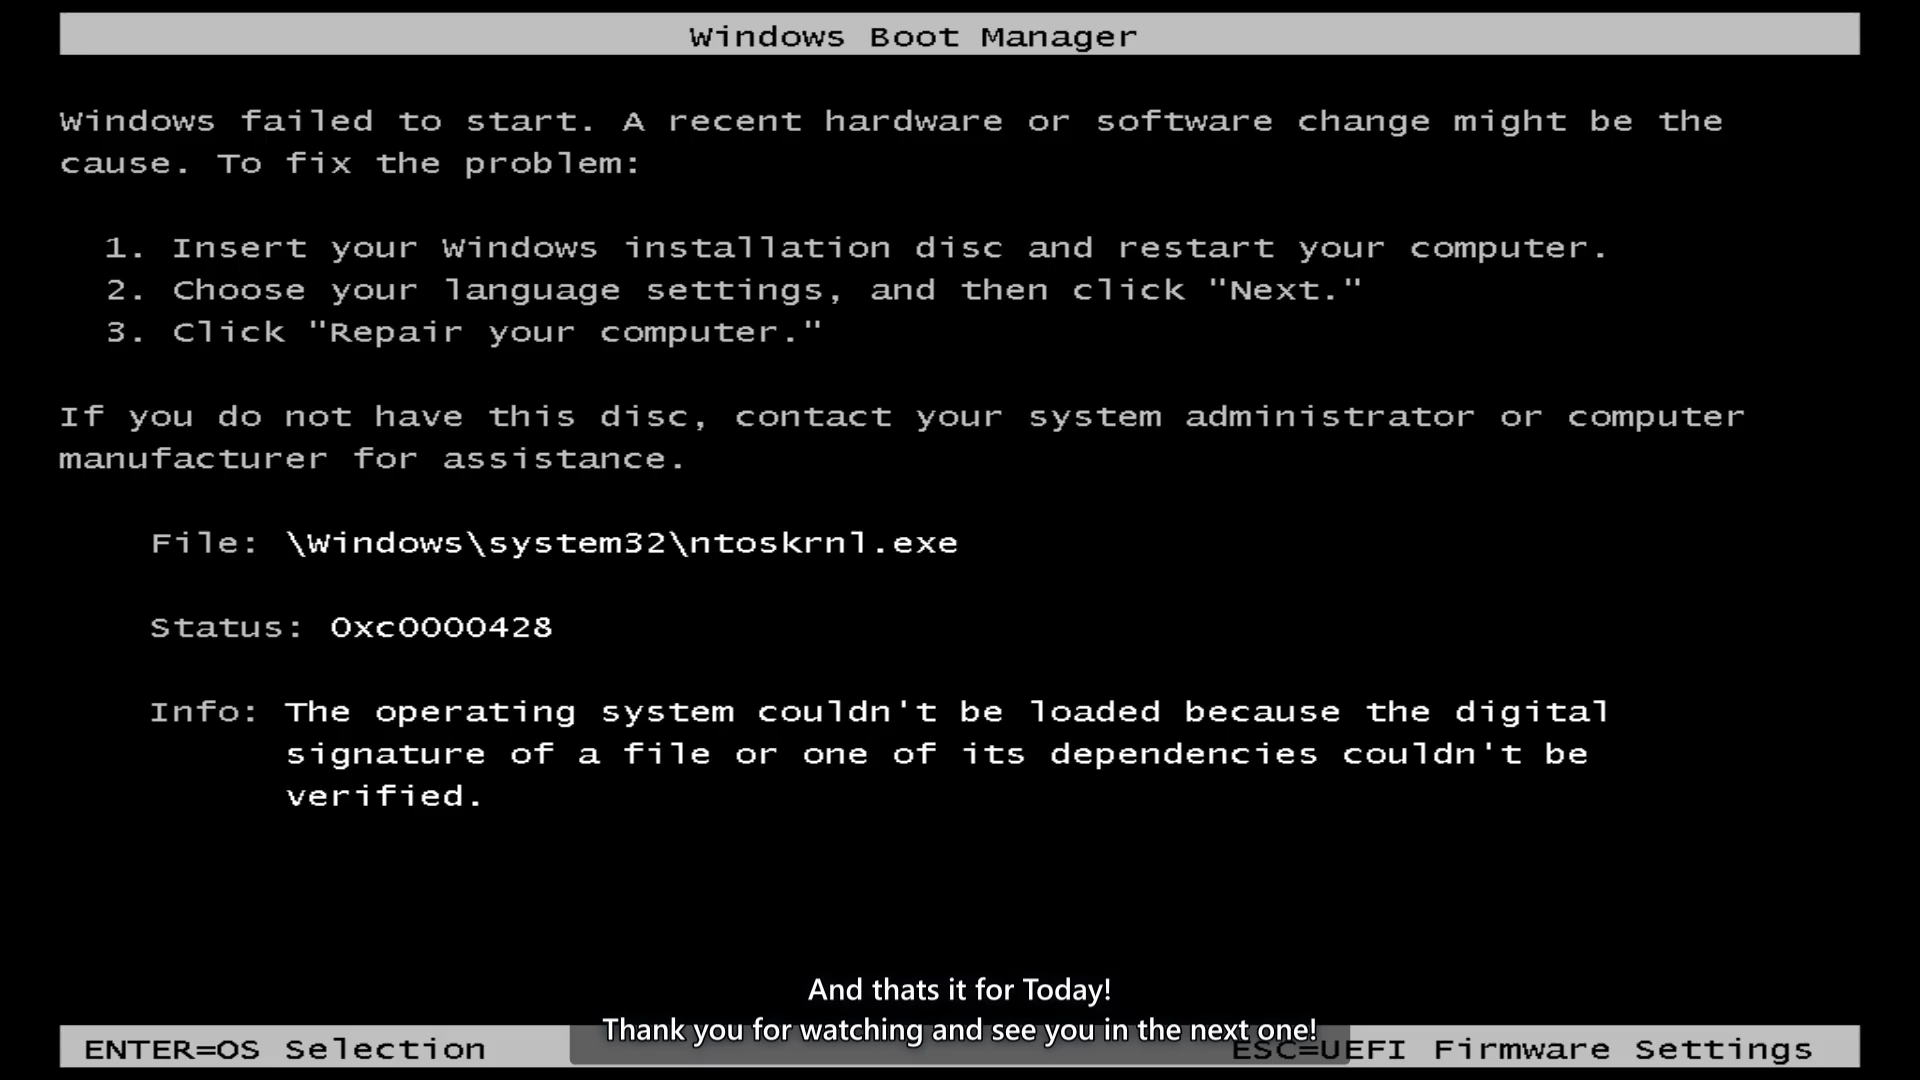 Windows Boot Manager
Windows failed to start. A recent hardware or software change might be the
cause. To fix the problem:
1. Insert your Windows installation disc and restart your computer.
2. Choose your language settings, and then click "Next."
3. Click "Repair your computer."
If you do not have this disc, contact your system administrator or computer
manufacturer for assistance.
File: \Windows\system32\ntoskrnl.exe
Status: 0xc0000428
Info: The operating system couldn't be loaded because the digital
signature of a file or one of its dependencies couldn't be
verified.
And thats it for Today!
Thank you for watching and see you in the next one!
ENTER=OS Selection ESC=UEFI Firmware Settings